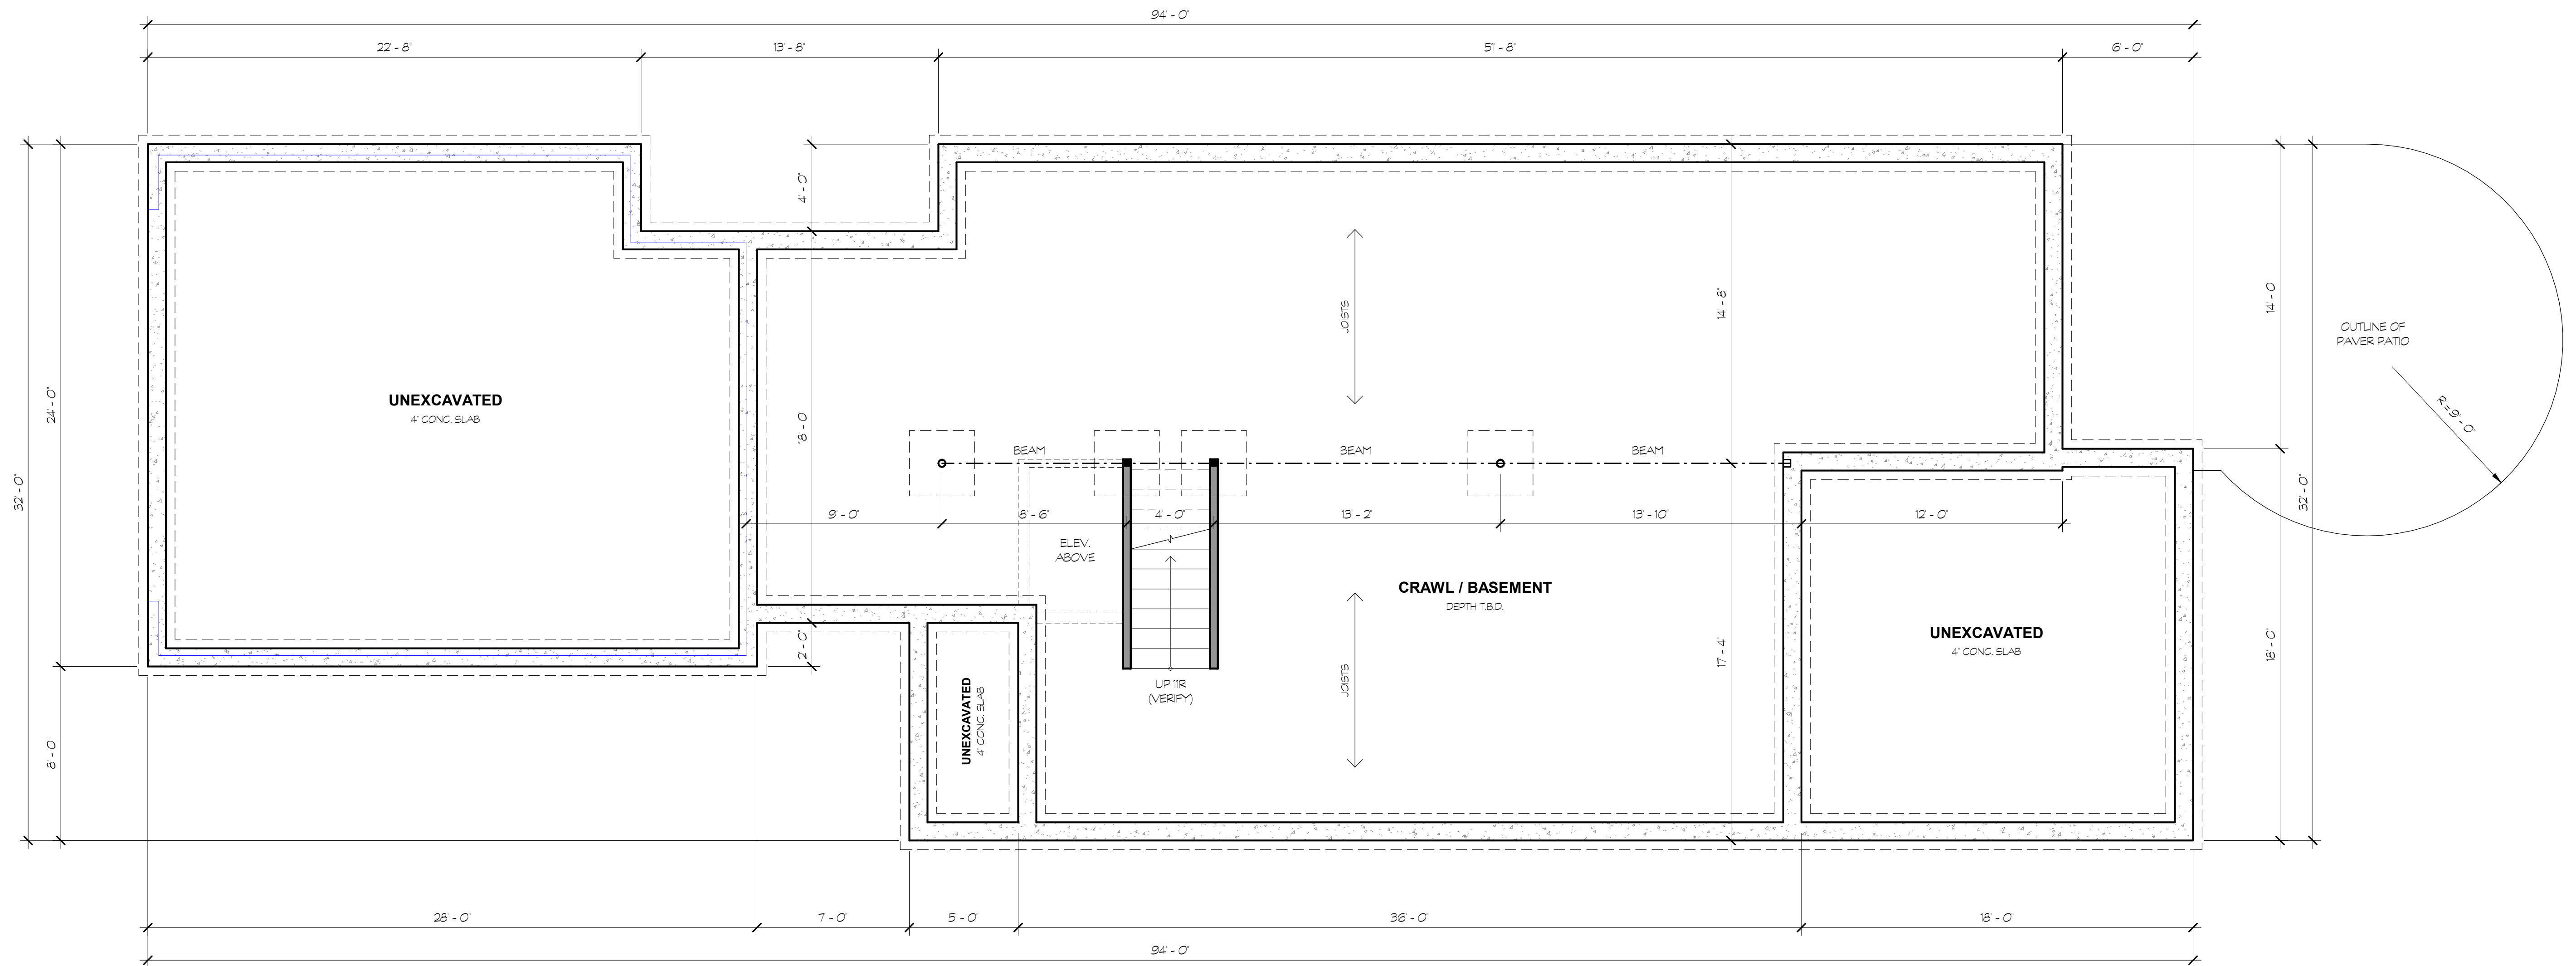 94' - 0"
22' - 8"
13' - 8"
51' - 8"
6' - 0"
4' - 0"
JOISTS
14' - 8"
14' - 0"
OUTLINE OF
PAVER PATIO
R = 9' - 0"
32' - 0"
24' - 0"
UNEXCAVATED
4" CONC. SLAB
18' - 0"
BEAM
BEAM
BEAM
9' - 0"
8' - 6"
4' - 0"
13' - 2"
13' - 10"
12' - 0"
32' - 0"
ELEV.
ABOVE
CRAWL / BASEMENT
DEPTH T.B.D.
2' - 0"
UNEXCAVATED
4" CONC. SLAB
UP 11R
(VERIFY)
JOISTS
17' - 4"
UNEXCAVATED
4" CONC. SLAB
18' - 0"
8' - 0"
28' - 0"
7' - 0"
5' - 0"
36' - 0"
18' - 0"
94' - 0"